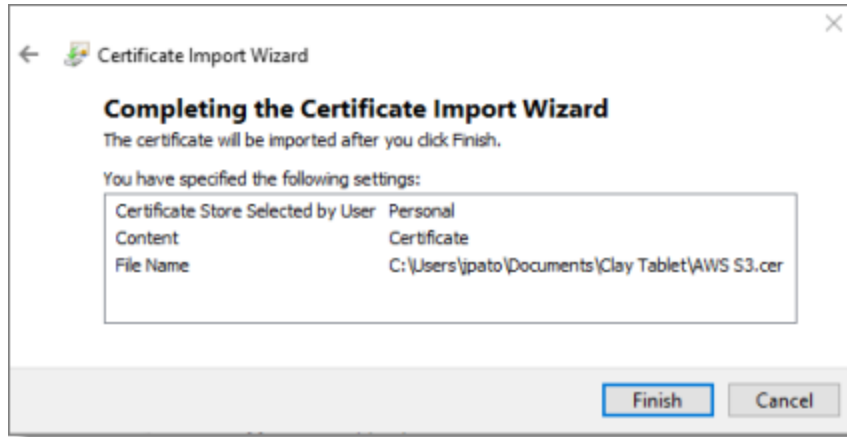 Certificate Import Wizard
Completing the Certificate Import Wizard
The certificate will be imported after you click Finish.
You have specified the following settings:
Certificate Store Selected by User Personal
Content Certificate
File Name C:\Users\jpato\Documents\Clay Tablet\AWS S3.cer
Finish Cancel